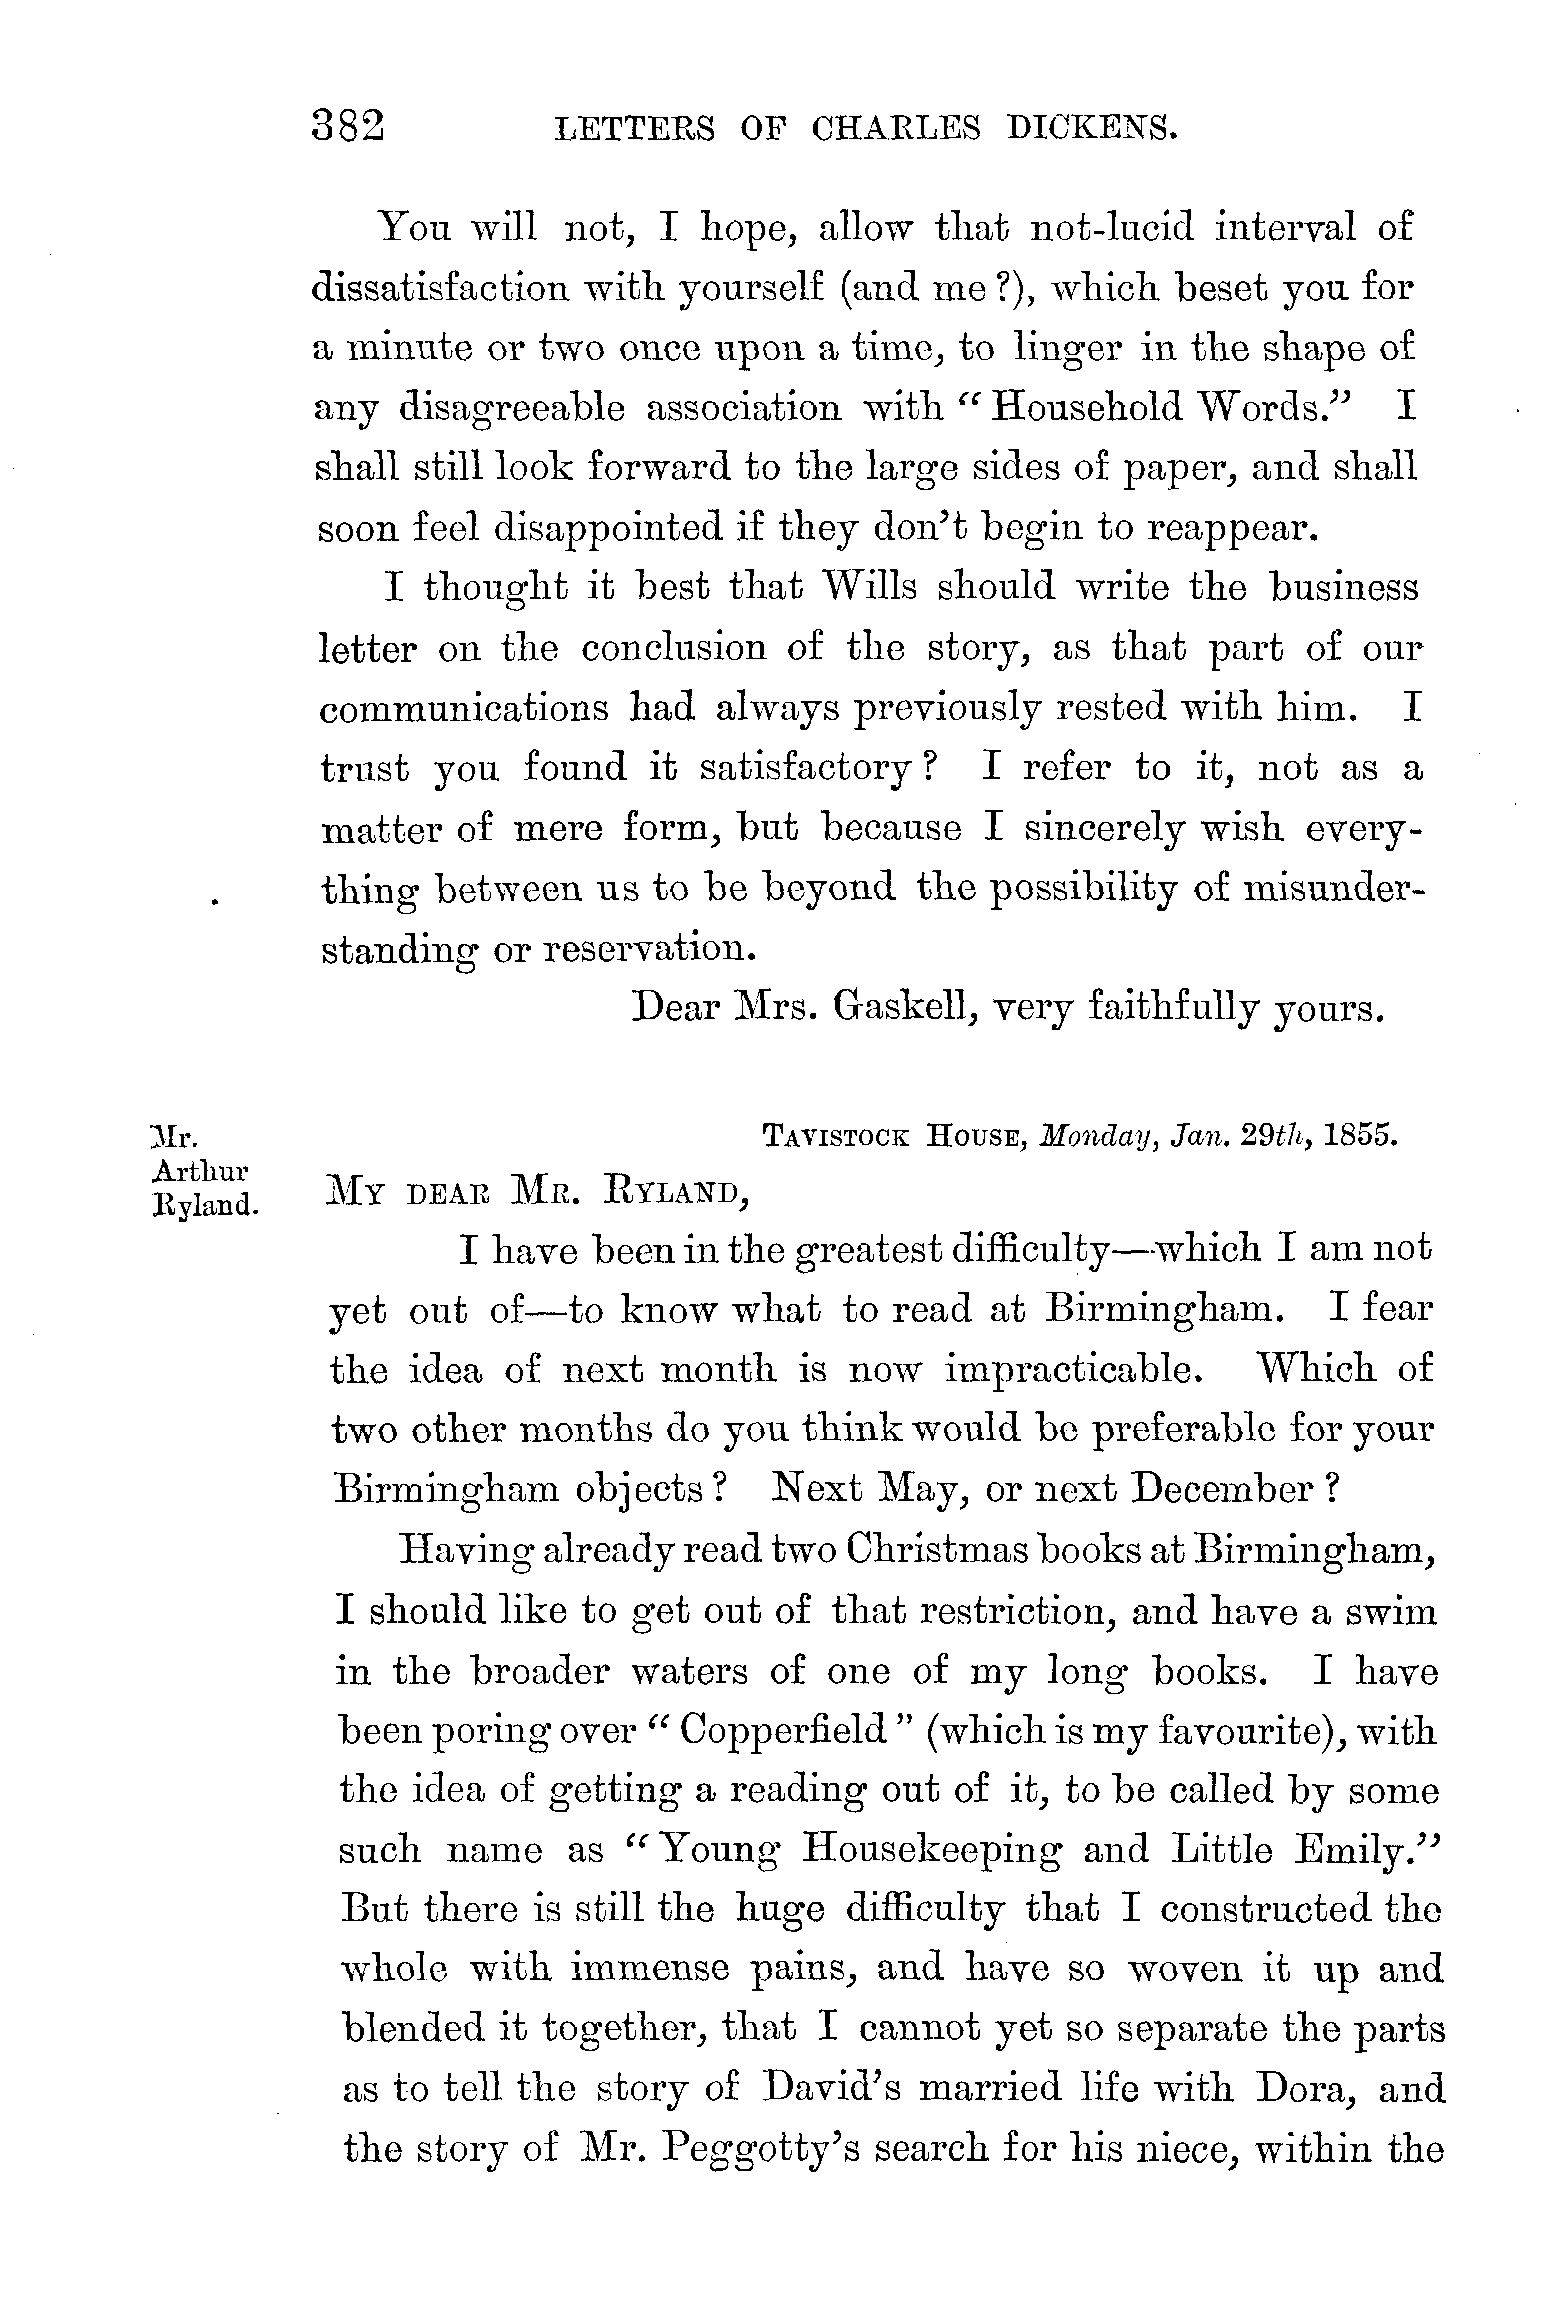 382 LETTERS OF CHARLES DICKENS.
You will not, I hope, allow that not-lucid interval of
dissatisfaction with yourself (and me?), which beset you for
a minute or two once upon a time, to linger in the shape of
any disagreeable association with "Household Words." I
shall still look forward to the large sides of paper, and shall
soon feel disappointed if they don't begin to reappear.
I thought it best that Wills should write the business
letter on the conclusion of the story, as that part of our
communications had always previously rested with him. I
trust you found it satisfactory? I refer to it, not as a
matter of mere form, but because I sincerely wish every-
thing between us to be beyond the possibility of misunder-
standing or reservation.
Dear Mrs. Gaskell, very faithfully yours.
Mr.
Arthur
Ryland.
TAVISTOCK HOUSE, Monday, Jan. 29th, 1855.
MY DEAR MR. RYLAND,
I have been in the greatest difficulty—which I am not
yet out of—to know what to read at Birmingham. I fear
the idea of next month is now impracticable. Which of
two other months do you think would be preferable for your
Birmingham objects? Next May, or next December?
Having already read two Christmas books at Birmingham,
I should like to get out of that restriction, and have a swim
in the broader waters of one of my long books. I have
been poring over "Copperfield" (which is my favourite), with
the idea of getting a reading out of it, to be called by some
such name as "Young Housekeeping and Little Emily."
But there is still the huge difficulty that I constructed the
whole with immense pains, and have so woven it up and
blended it together, that I cannot yet so separate the parts
as to tell the story of David's married life with Dora, and
the story of Mr. Peggotty's search for his niece, within the